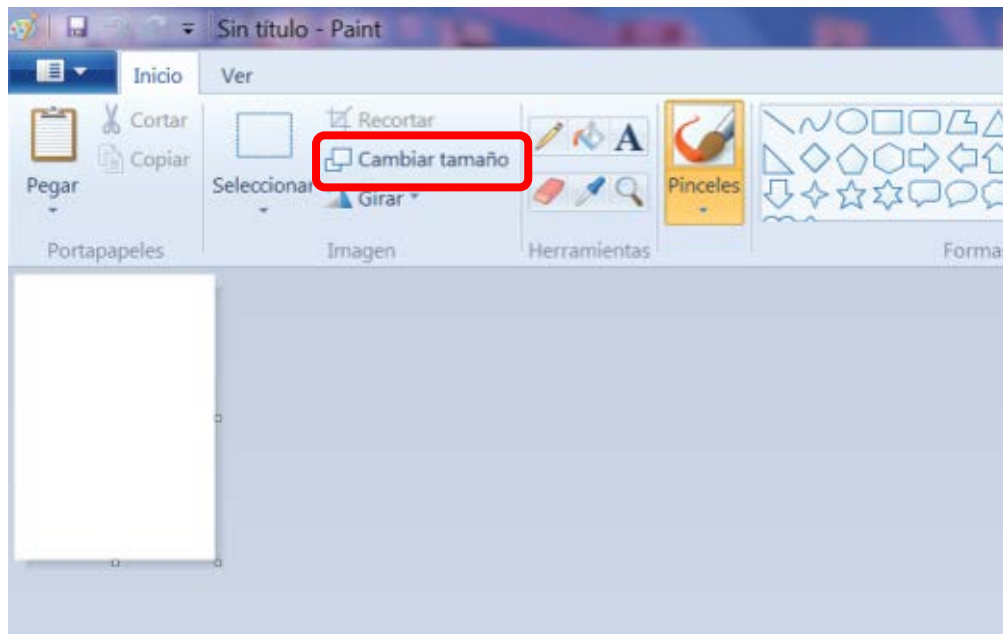 Sin título - Paint
Inicio Ver
Cortar
Copiar
Pegar
Seleccionar
Recortar
Cambiar tamaño
Girar
A
Pinceles
Portapapeles
Imagen
Herramientas
Formas